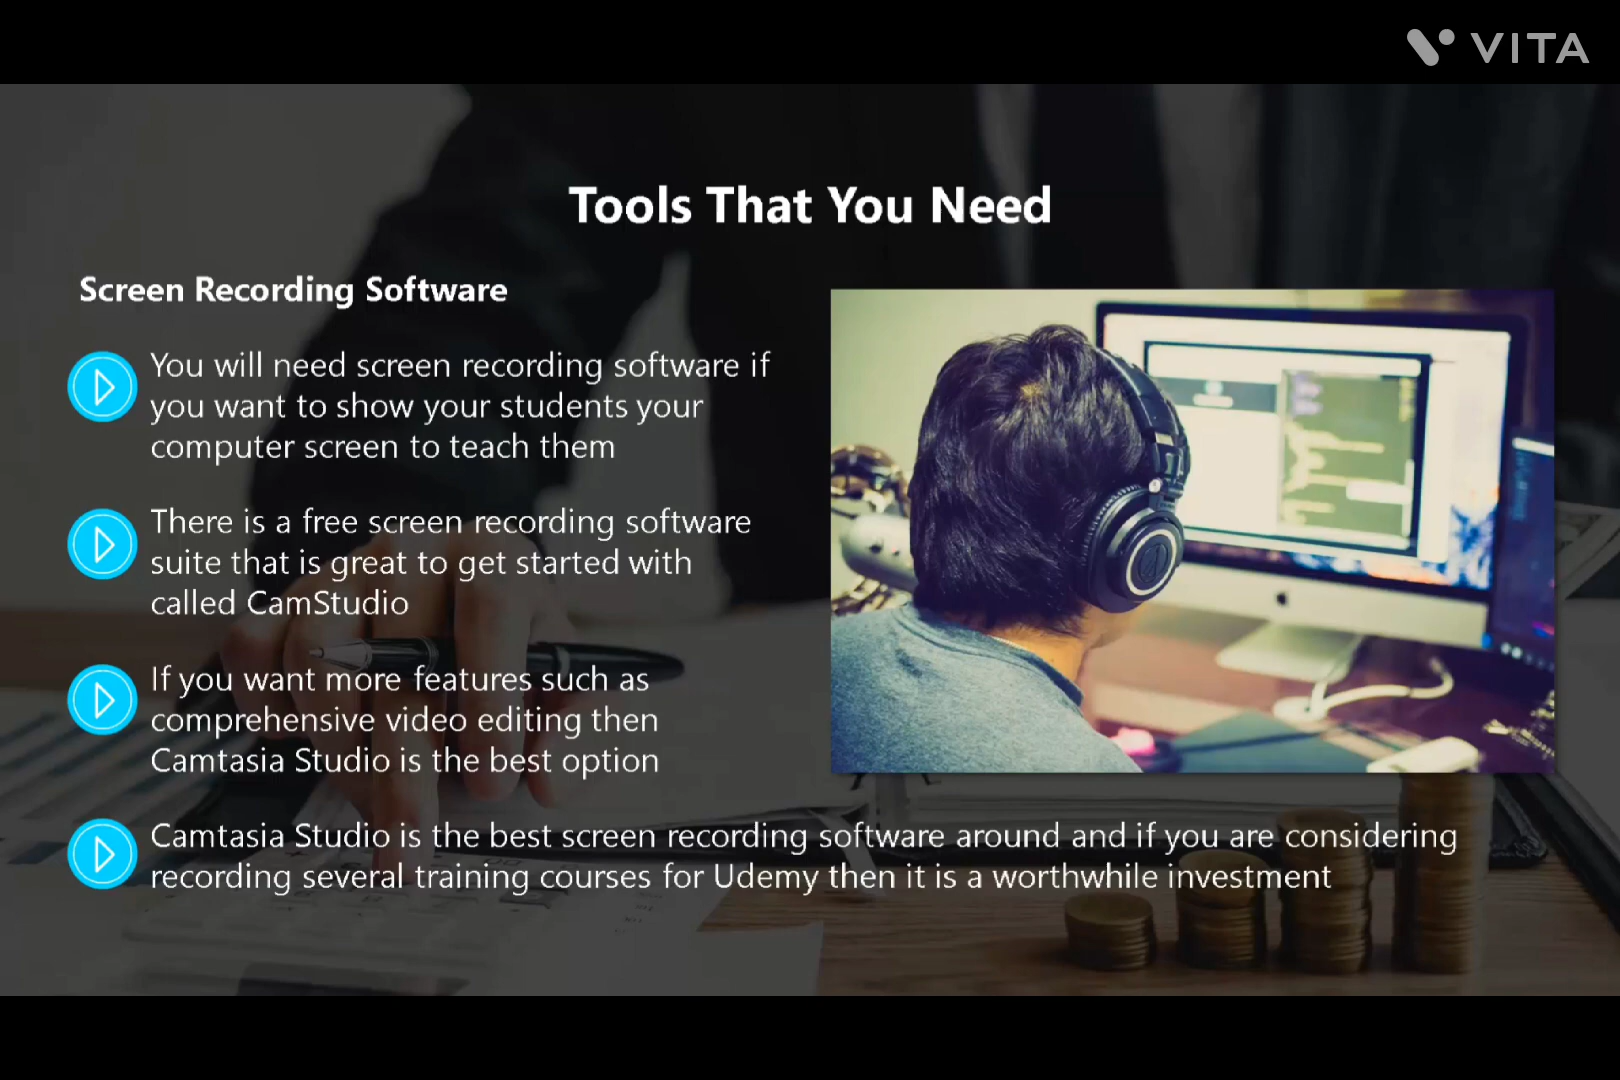 VITA
Tools That You Need
Screen Recording Software
You will need screen recording software if
you want to show your students your
computer screen to teach them
There is a free screen recording software
suite that is great to get started with
called CamStudio
If you want more features such as
comprehensive video editing then
Camtasia Studio is the best option
Camtasia Studio is the best screen recording software around and if you are considering
recording several training courses for Udemy then it is a worthwhile investment